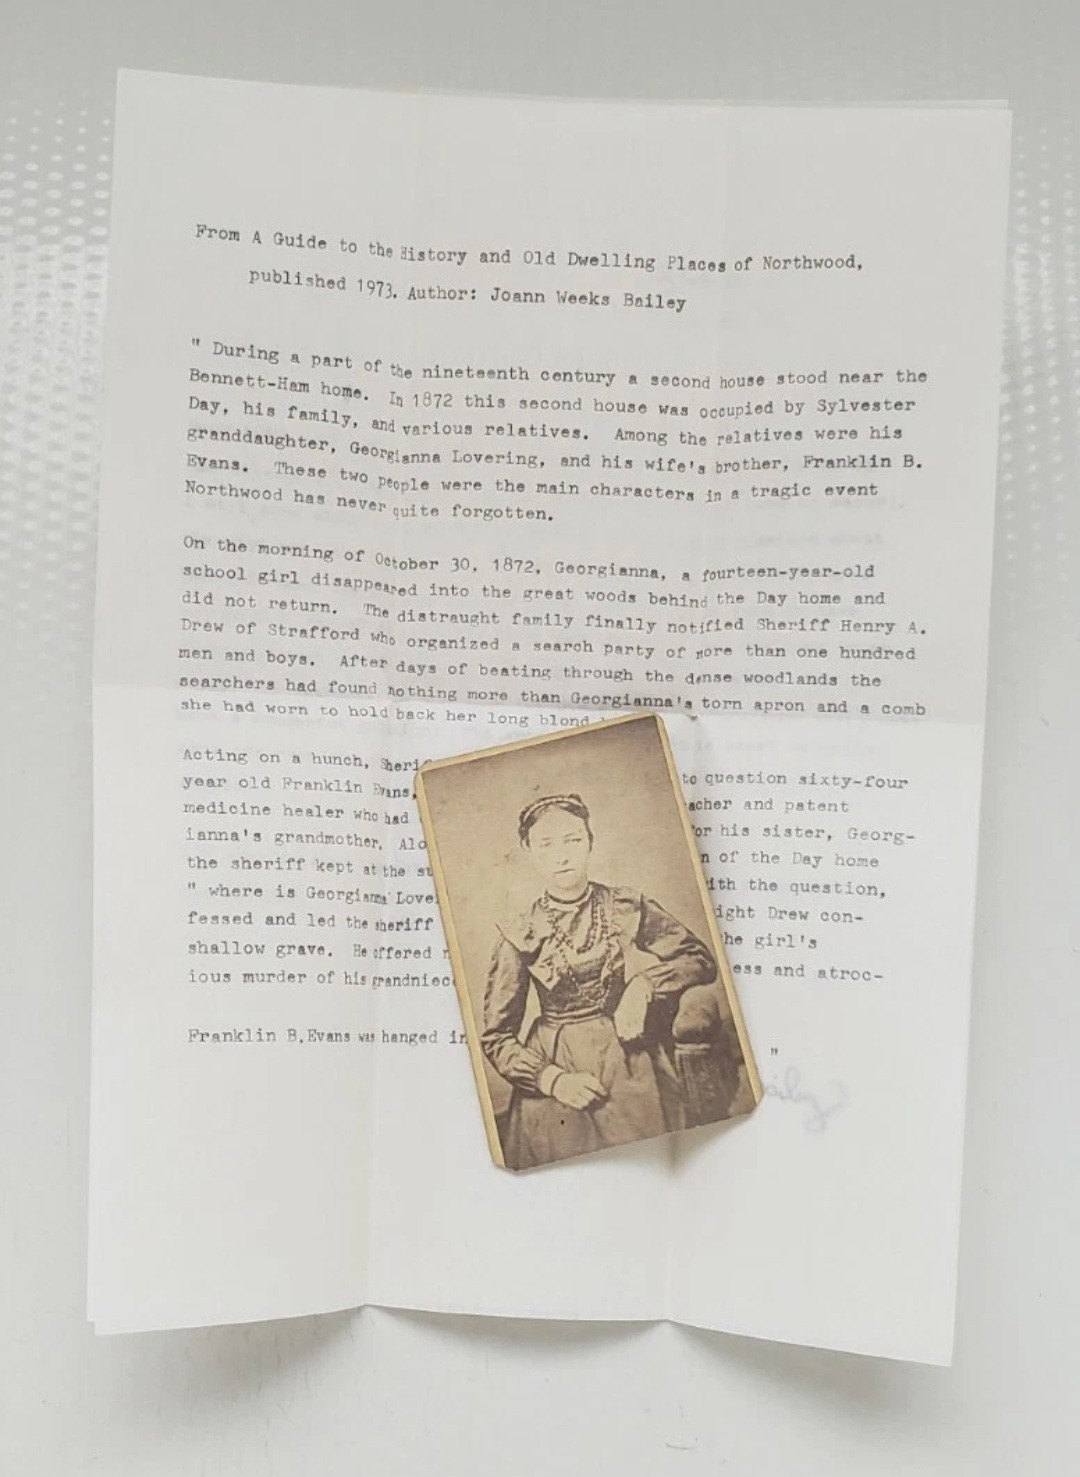 From A Guide to the History and Old Dwelling Places of Northwood,
published 1973. Author: Joann Weeks Bailey
" During a part of the nineteenth century a second house stood near the
Bennett-Ham home. In 1872 this second house was occupied by Sylvester
Day, his family, and various relatives. Among the relatives were his
granddaughter, Georgianna Lovering, and his wife's brother, Franklin B.
Evans. These two people were the main characters in a tragic event
Northwood has never quite forgotten.
On the morning of October 30, 1872, Georgianna, a fourteen-year-old
school girl disappeared into the great woods behind the Day home and
did not return. The distraught family finally notified Sheriff Henry A.
Drew of Strafford who organized a search party of more than one hundred
men and boys. After days of beating through the dense woodlands the
searchers had found nothing more than Georgianna's torn apron and a comb
she had worn to hold back her long blond
Acting on a hunch, to question sixty-four
year old Franklin Evans, and patent
medicine healer who had his sister, Georg-
ianna's grandmother. of the Day home
the sheriff kept at the the question,
" where is Georgianna Drew con-
fessed and led the sheriff girl's
shallow grave. He offered and atroc-
ious murder of his
Franklin B. Evans was hanged "